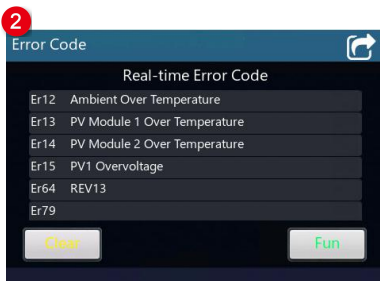 2
Error Code
Real-time Error Code
Er12 Ambient Over Temperature
Er13 PV Module 1 Over Temperature
Er14 PV Module 2 Over Temperature
Er15 PV1 Overvoltage
Er64 REV13
Er79
Clear Fun